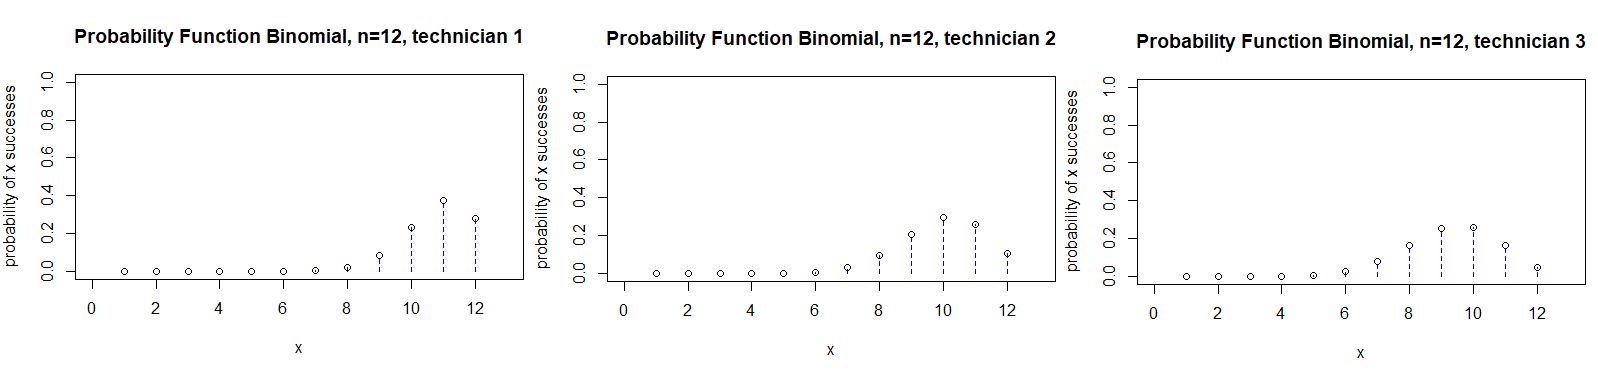 Probability Function Binomial, n=12, technician 1
probability of x successes
1.0
0.8
0.6
0.4
0.2
0.0
0 2 4 6 8 10 12
x
Probability Function Binomial, n=12, technician 2
probability of x successes
1.0
0.8
0.6
0.4
0.2
0.0
0 2 4 6 8 10 12
x
Probability Function Binomial, n=12, technician 3
probability of x successes
1.0
0.8
0.6
0.4
0.2
0.0
0 2 4 6 8 10 12
x